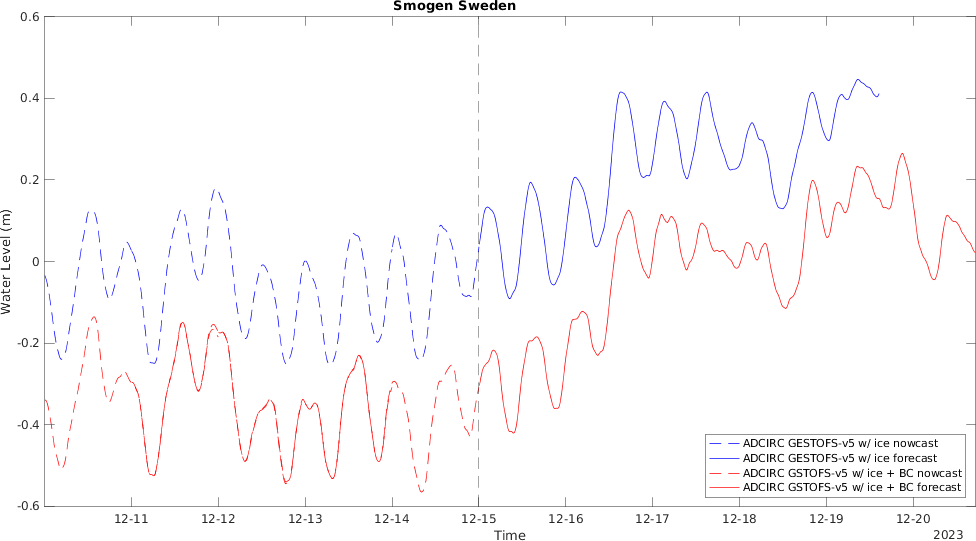 Smogen Sweden
0.6
0.4
0.2
0
-0.2
-0.4
-0.6
Water Level (m)
12-11
12-12
12-13
12-14
12-15
12-16
12-17
12-18
12-19
12-20
Time
2023
ADCIRC GESTOFS-v5 w/ ice nowcast
ADCIRC GESTOFS-v5 w/ ice forecast
ADCIRC GSTOFS-v5 w/ ice + BC nowcast
ADCIRC GSTOFS-v5 w/ ice + BC forecast